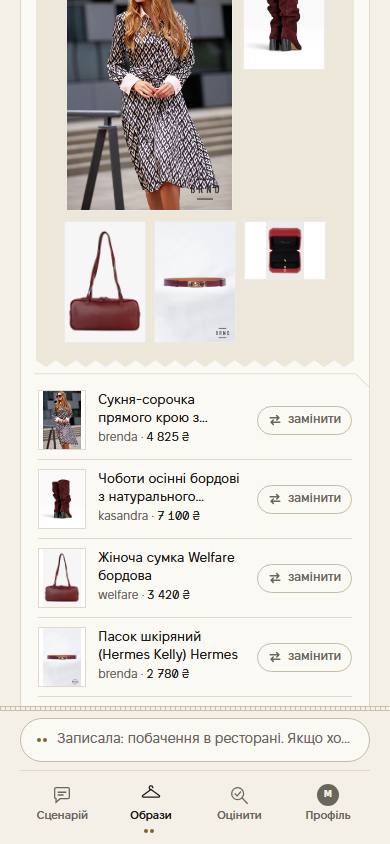 BRND
BRND
Сукня-сорочка
прямого крою з...
brenda · 4 825 ₴
замінити
Чоботи осінні бордові
з натурального...
kasandra · 7 100 ₴
замінити
Жіноча сумка Welfare
бордова
welfare · 3 420 ₴
замінити
Пасок шкіряний
(Hermes Kelly) Hermes
brenda · 2 780 ₴
замінити
Записала: побачення в ресторані. Якщо хо...
Сценарій
Образи
Оцінити
М
Профіль